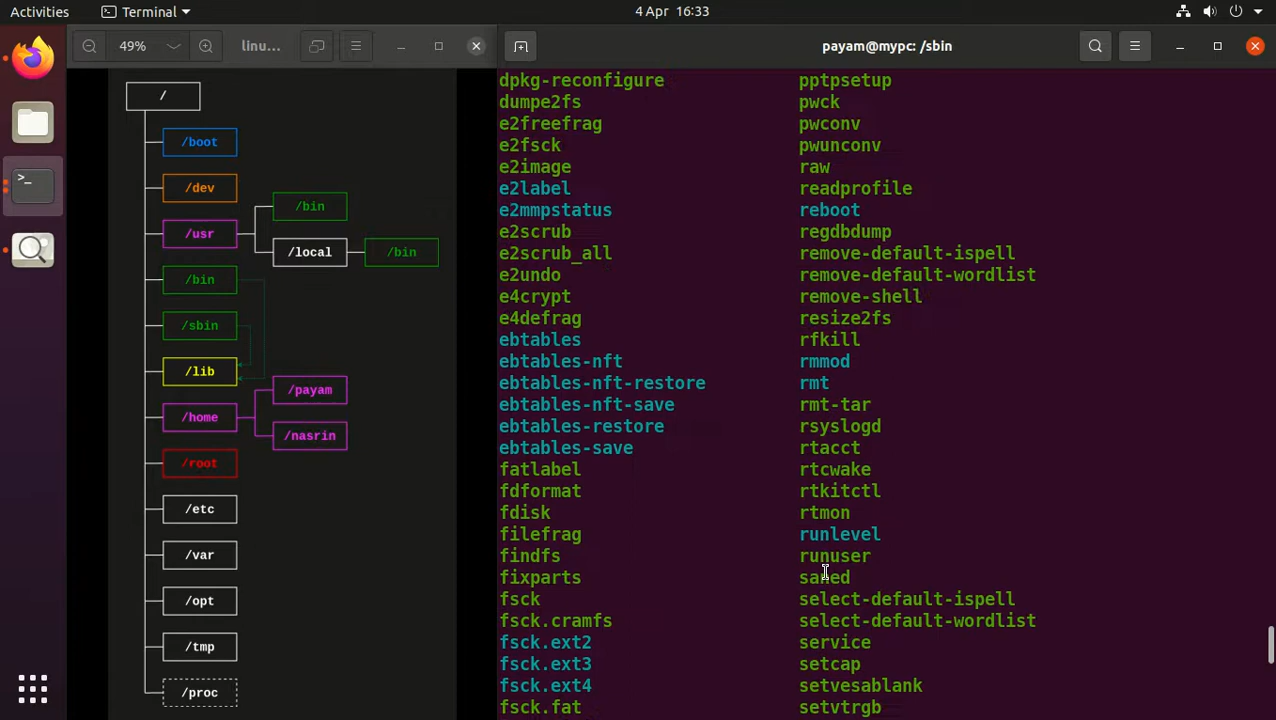 Activities
Terminal
4 Apr 16:33
49%
linu...
payam@mypc: /sbin
/
/boot
/dev
/usr
/bin
/local
/bin
/bin
/sbin
/lib
/home
/payam
/nasrin
/root
/etc
/var
/opt
/tmp
/proc
dpkg-reconfigure pptpsetup
dumpe2fs pwck
e2freefrag pwconv
e2fsck pwunconv
e2image raw
e2label readprofile
e2mmpstatus reboot
e2scrub regdbdump
e2scrub_all remove-default-ispell
e2undo remove-default-wordlist
e4crypt remove-shell
e4defrag resize2fs
ebtables rfkill
ebtables-nft rmmod
ebtables-nft-restore rmt
ebtables-nft-save rmt-tar
ebtables-restore rsyslogd
ebtables-save rtacct
fatlabel rtcwake
fdformat rtkitctl
fdisk rtmon
filefrag runlevel
findfs runuser
fixparts saned
fsck select-default-ispell
fsck.cramfs select-default-wordlist
fsck.ext2 service
fsck.ext3 setcap
fsck.ext4 setvesablank
fsck.fat setvtrgb